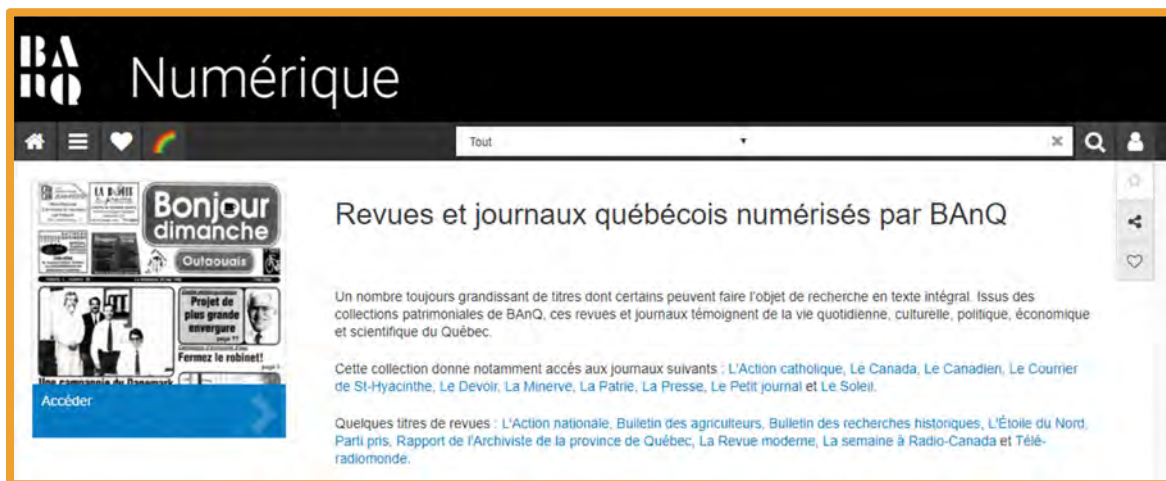 BA
nQ
Numérique
Tout
Bonjour
dimanche
Outaouais
Projet de
plus grande
envergure
page 11
Fermez le robinet!
Une campagne du Danemark
Accéder
Revues et journaux québécois numérisés par BAnQ
Un nombre toujours grandissant de titres dont certains peuvent faire l'objet de recherche en texte intégral. Issus des
collections patrimoniales de BAnQ, ces revues et journaux témoignent de la vie quotidienne, culturelle, politique, économique
et scientifique du Québec.
Cette collection donne notamment accès aux journaux suivants : L'Action catholique, Le Canada, Le Canadien, Le Courrier
de St-Hyacinthe, Le Devoir, La Minerve, La Patrie, La Presse, Le Petit journal et Le Soleil.
Quelques titres de revues : L'Action nationale, Bulletin des agriculteurs, Bulletin des recherches historiques, L'Étoile du Nord,
Parti pris, Rapport de l'Archiviste de la province de Québec, La Revue moderne, La semaine à Radio-Canada et Télé-
radiomonde.